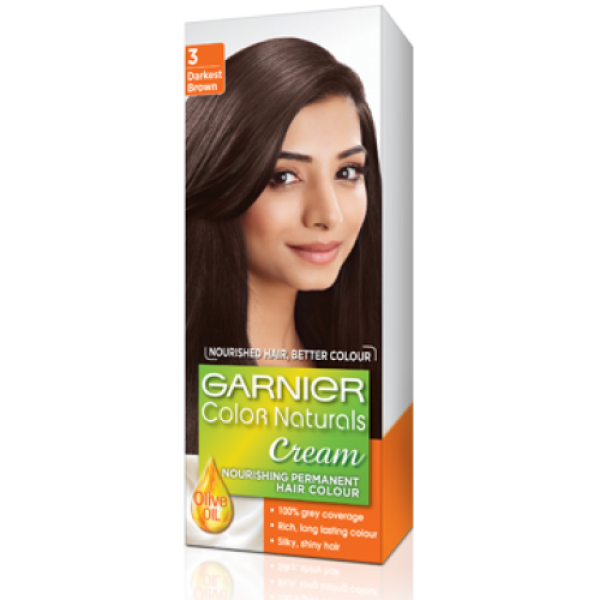 3
Darkest
Brown
NOURISHED HAIR, BETTER COLOUR
GARNIER
Color Naturals
Cream
NOURISHING PERMANENT
HAIR COLOUR
Olive
OIL
• 100% grey coverage
• Rich, long lasting colour
• Silky, shiny hair